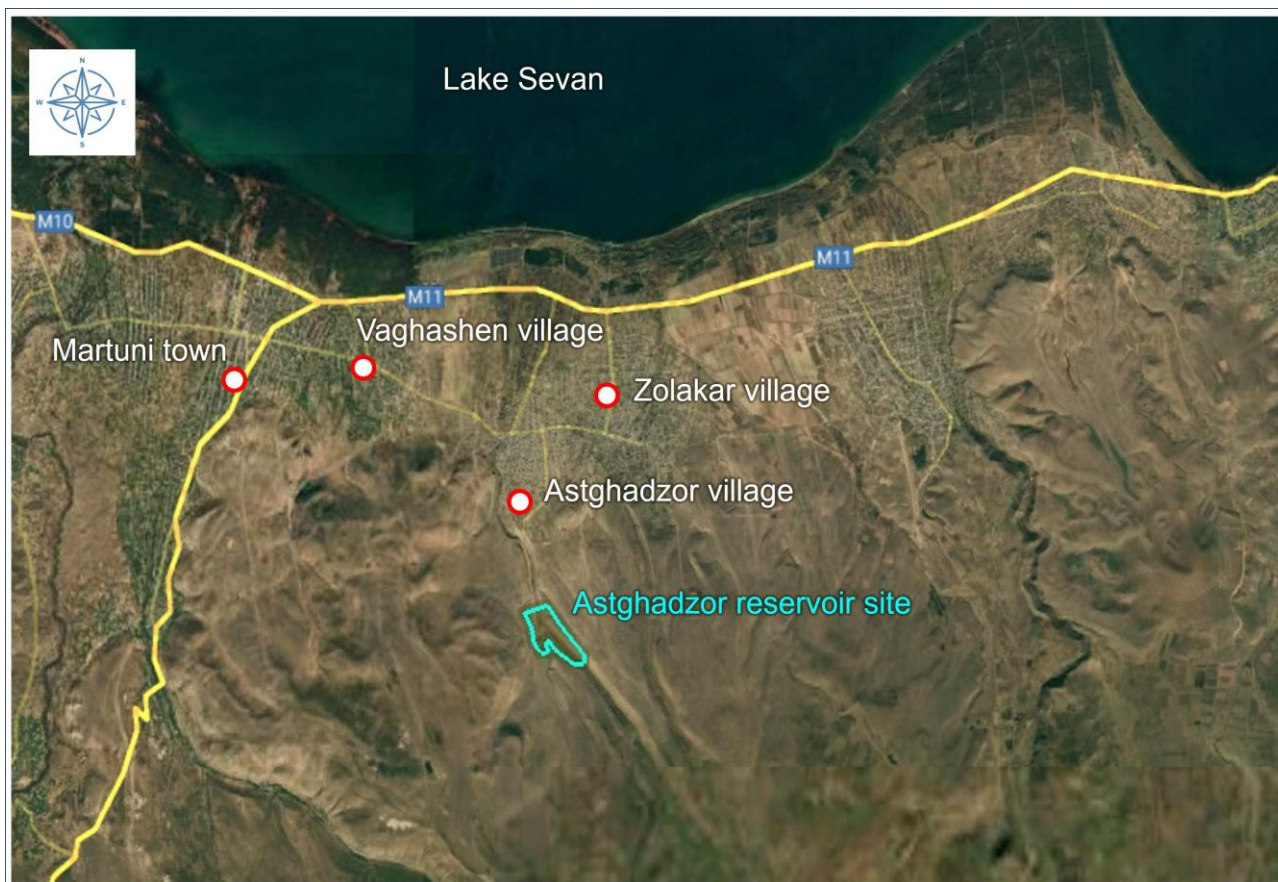 Lake Sevan
N
W
E
S
M10
M11
M11
Vaghashen village
Martuni town
Zolakar village
Astghadzor village
Astghadzor reservoir site